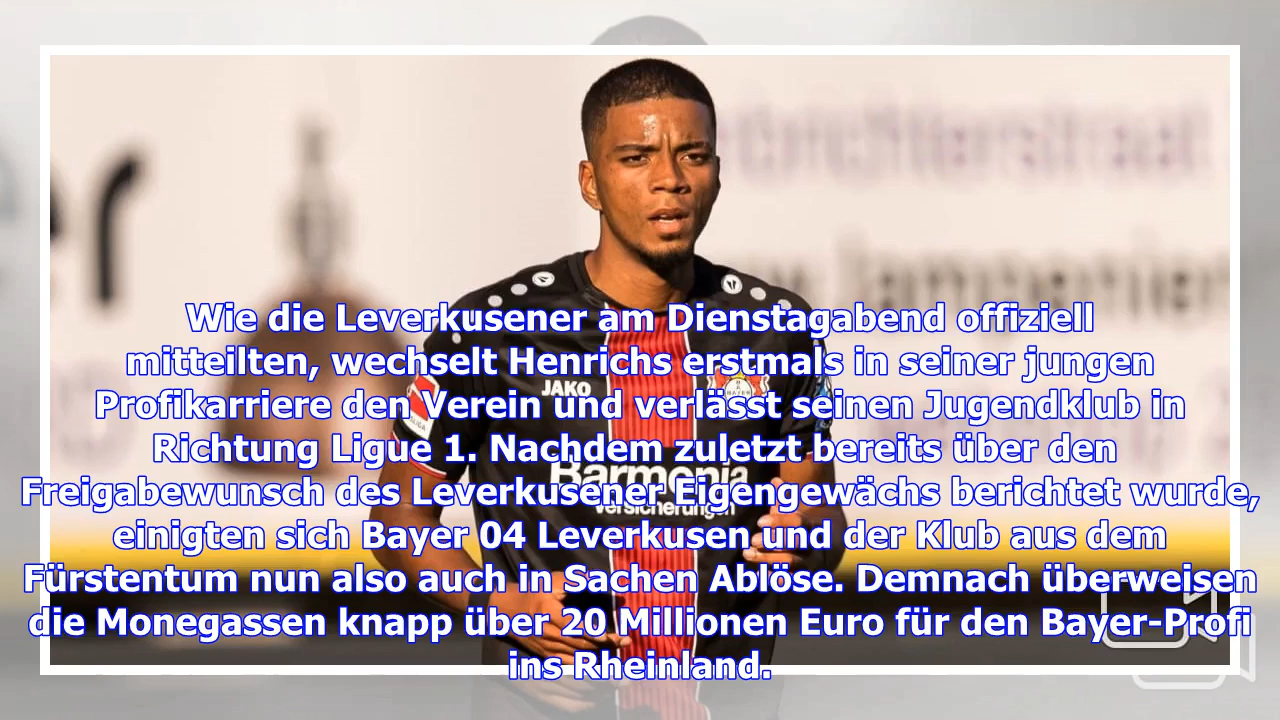 Wie die Leverkusener am Dienstagabend offiziell
mitteilten, wechselt Henrichs erstmals in seiner jungen
Profikarriere den Verein und verlässt seinen Jugendklub in
Richtung Ligue 1. Nachdem zuletzt bereits über den
Freigabewunsch des Leverkusener Eigengewächs berichtet wurde,
einigten sich Bayer 04 Leverkusen und der Klub aus dem
Fürstentum nun also auch in Sachen Ablöse. Demnach überweisen
die Monegassen knapp über 20 Millionen Euro für den Bayer-Profi
ins Rheinland.
JAKO
Barmenia
Versicherungen